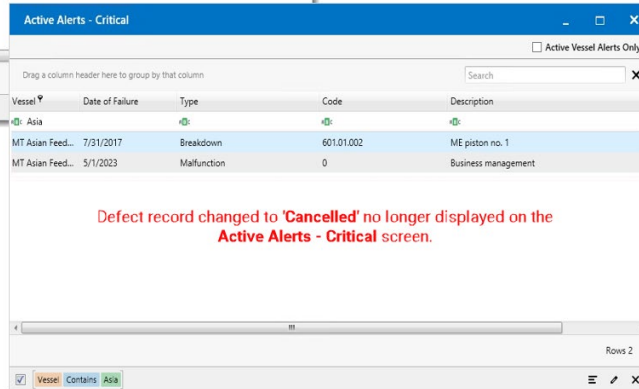 Active Alerts - Critical
Active Vessel Alerts Only
Drag a column header here to group by that column
Search
Vessel Date of Failure Type Code Description
Asia
MT Asian Feed... 7/31/2017 Breakdown 601.01.002 ME piston no. 1
MT Asian Feed... 5/1/2023 Malfunction 0 Business management
Defect record changed to 'Cancelled' no longer displayed on the
Active Alerts - Critical screen.
Rows 2
Vessel Contains Asia